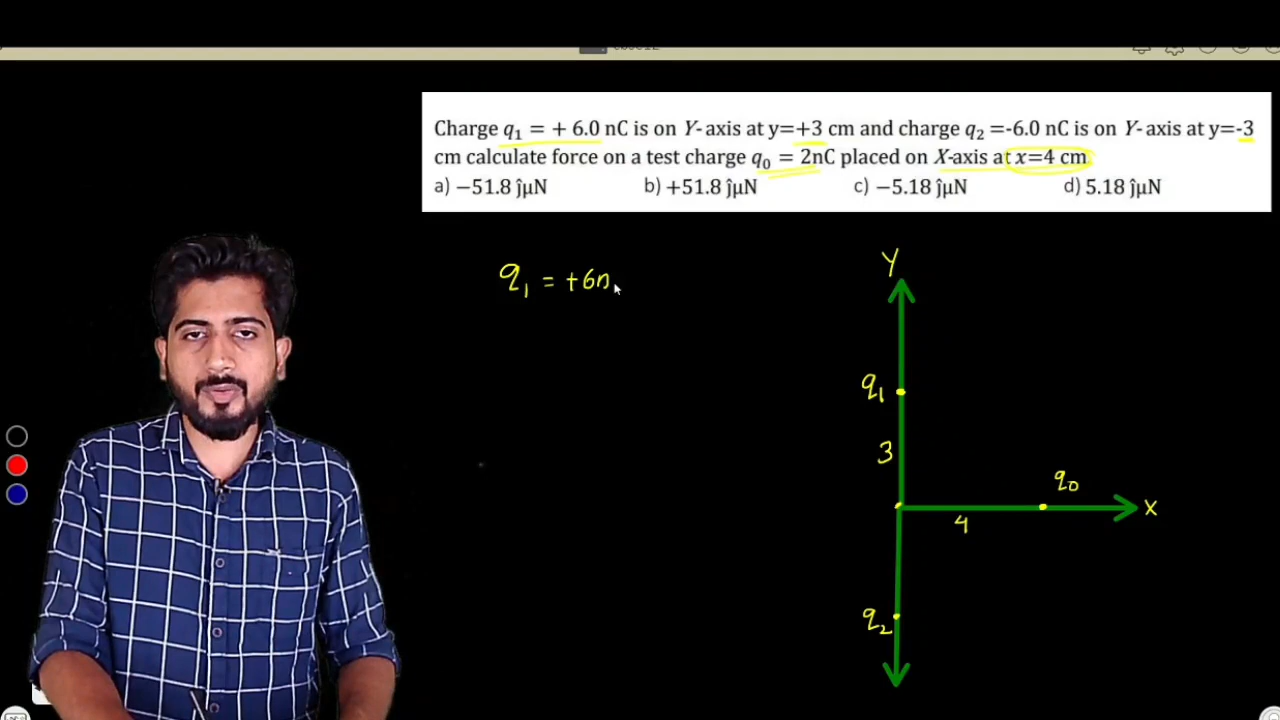 Charge q₁ = + 6.0 nC is on Y-axis at y=+3 cm and charge q₂ =-6.0 nC is on Y-axis at y=-3
cm calculate force on a test charge q₀ = 2nC placed on X-axis at x=4 cm
a) −51.8 ĵμN b) +51.8 ĵμN c) −5.18 ĵμN d) 5.18 ĵμN
Y
q₁ = +6n
q₁
3
q₀
X
4
q₂